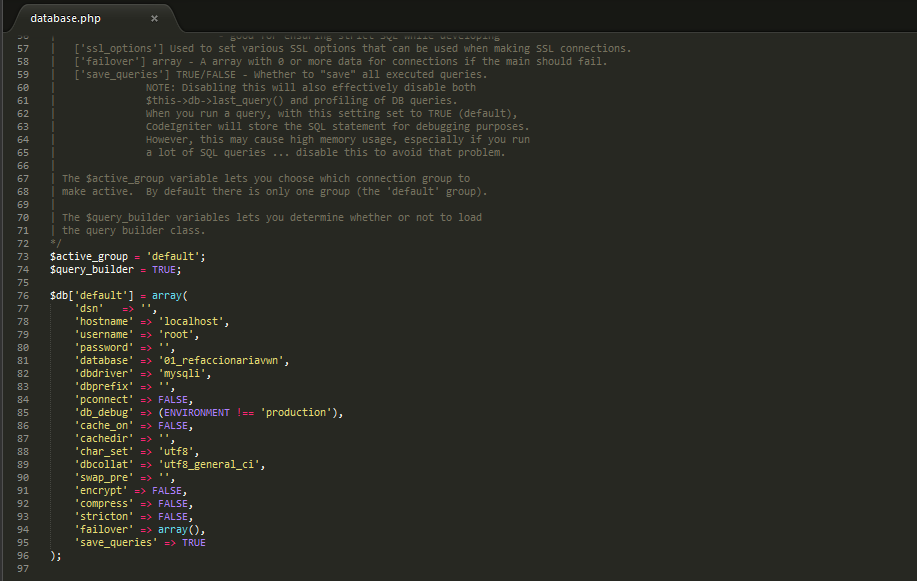 database.php ×
56 | - good for ensuring strict SQL while developing
57 | ['ssl_options'] Used to set various SSL options that can be used when making SSL connections.
58 | ['failover'] array - A array with 0 or more data for connections if the main should fail.
59 | ['save_queries'] TRUE/FALSE - Whether to "save" all executed queries.
60 | NOTE: Disabling this will also effectively disable both
61 | $this->db->last_query() and profiling of DB queries.
62 | When you run a query, with this setting set to TRUE (default),
63 | CodeIgniter will store the SQL statement for debugging purposes.
64 | However, this may cause high memory usage, especially if you run
65 | a lot of SQL queries ... disable this to avoid that problem.
66 |
67 | The $active_group variable lets you choose which connection group to
68 | make active. By default there is only one group (the 'default' group).
69 |
70 | The $query_builder variables lets you determine whether or not to load
71 | the query builder class.
72 */
73 $active_group = 'default';
74 $query_builder = TRUE;
75
76 $db['default'] = array(
77 'dsn' => '',
78 'hostname' => 'localhost',
79 'username' => 'root',
80 'password' => '',
81 'database' => '01_refaccionariavwn',
82 'dbdriver' => 'mysqli',
83 'dbprefix' => '',
84 'pconnect' => FALSE,
85 'db_debug' => (ENVIRONMENT !== 'production'),
86 'cache_on' => FALSE,
87 'cachedir' => '',
88 'char_set' => 'utf8',
89 'dbcollat' => 'utf8_general_ci',
90 'swap_pre' => '',
91 'encrypt' => FALSE,
92 'compress' => FALSE,
93 'stricton' => FALSE,
94 'failover' => array(),
95 'save_queries' => TRUE
96 );
97